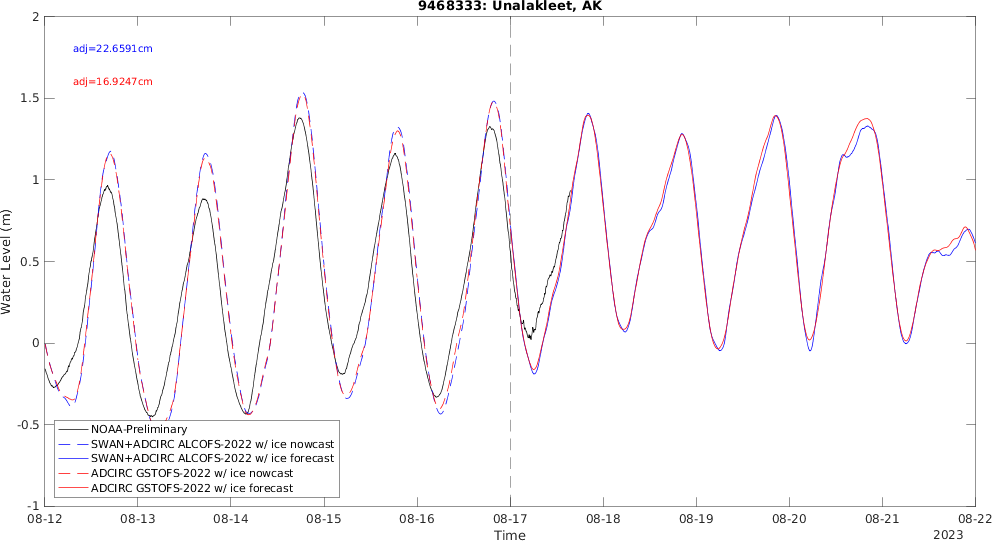 9468333: Unalakleet, AK
2
adj=22.6591cm
adj=16.9247cm
1.5
1
0.5
0
-0.5
-1
Water Level (m)
NOAA-Preliminary
SWAN+ADCIRC ALCOFS-2022 w/ ice nowcast
SWAN+ADCIRC ALCOFS-2022 w/ ice forecast
ADCIRC GSTOFS-2022 w/ ice nowcast
ADCIRC GSTOFS-2022 w/ ice forecast
08-12 08-13 08-14 08-15 08-16 08-17 08-18 08-19 08-20 08-21 08-22
Time
2023